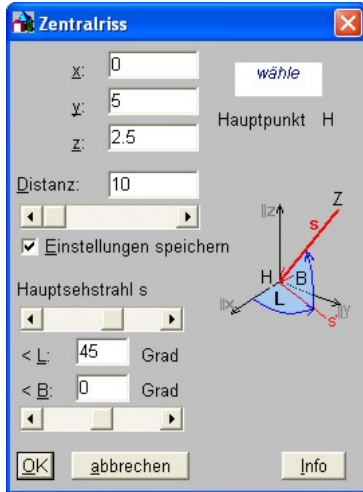 Zentralriss
x: 0
wähle
y: 5
Hauptpunkt H
z: 2.5
Distanz: 10
Einstellungen speichern
Hauptsehstrahl s
< L: 45 Grad
< B: 0 Grad
||z
Z
s
H
B
L
||x
||y
s'
OK
abbrechen
Info